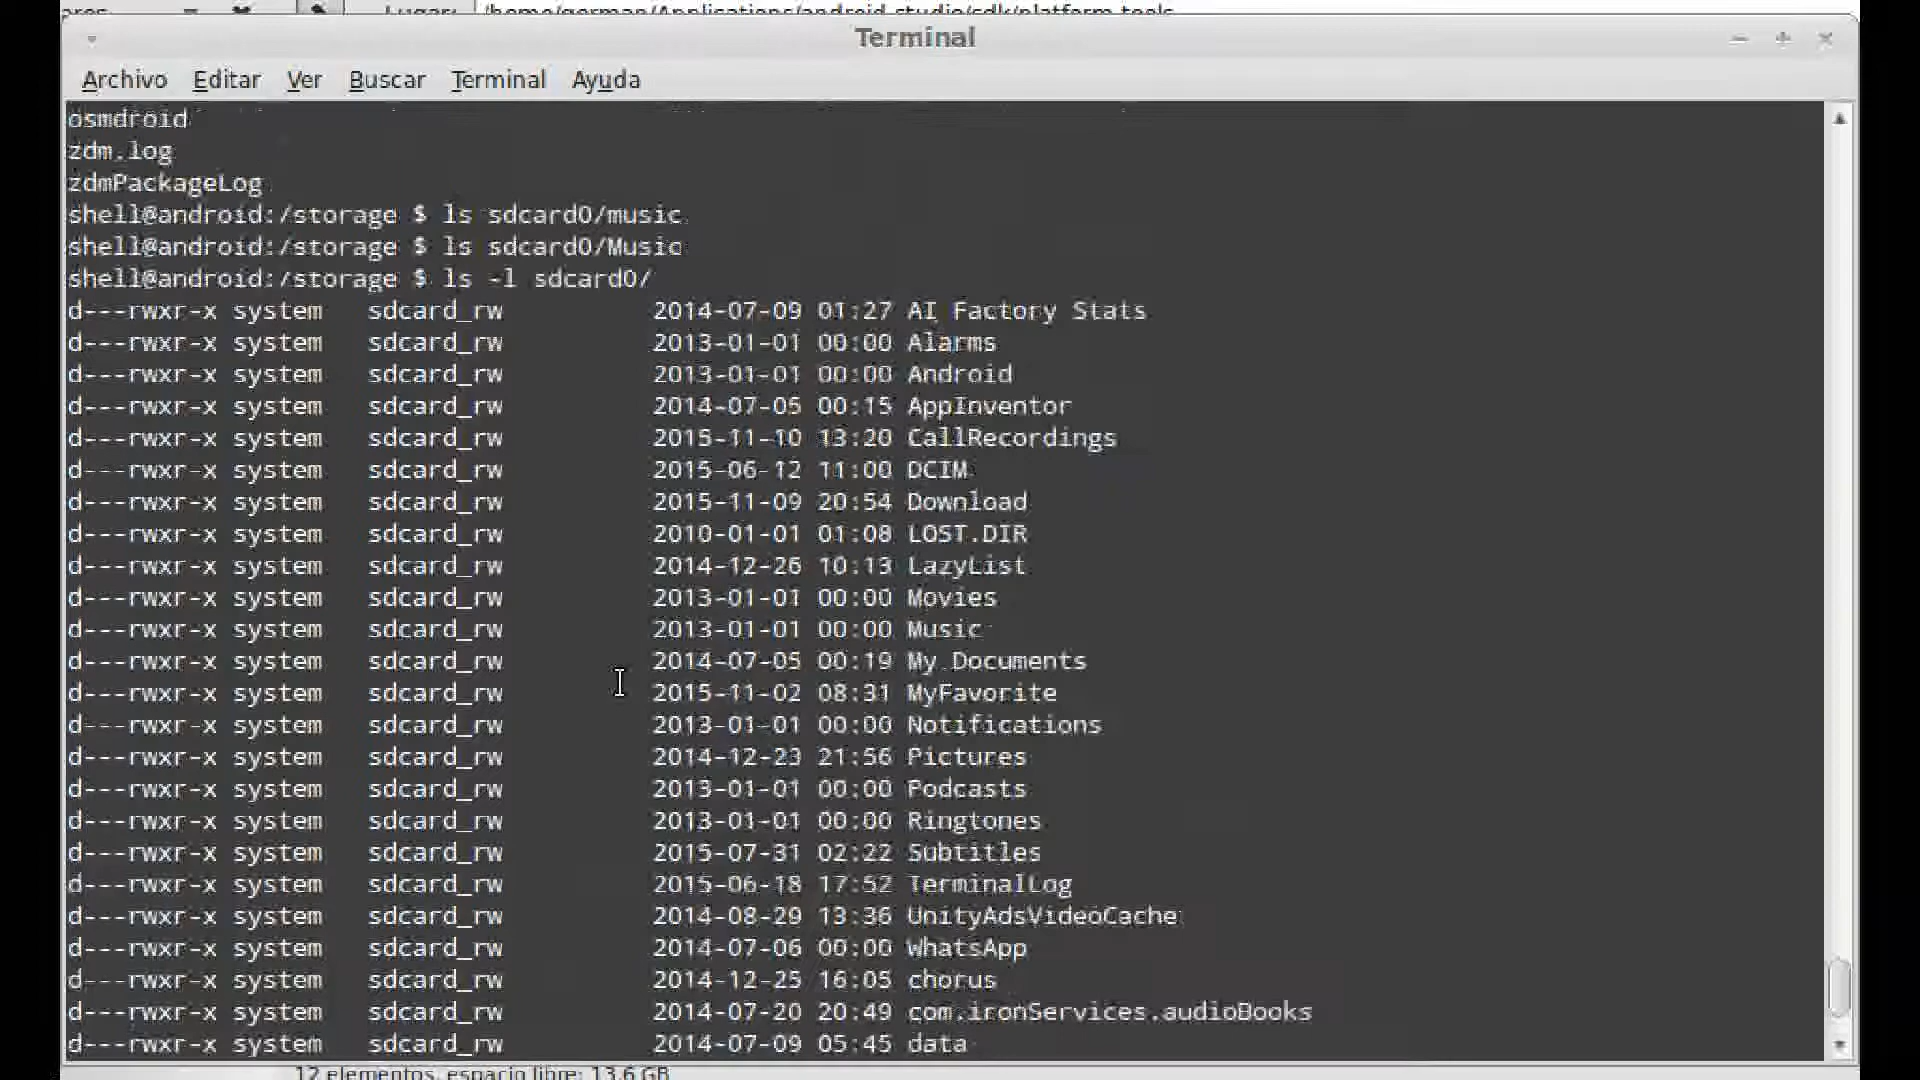 Lugar: /home/german/Applications/android-studio/sdk/platform-tools
Terminal
Archivo Editar Ver Buscar Terminal Ayuda
osmdroid
zdm.log
zdmPackageLog
shell@android:/storage $ ls sdcard0/music
shell@android:/storage $ ls sdcard0/Music
shell@android:/storage $ ls -l sdcard0/
d---rwxr-x system sdcard_rw 2014-07-09 01:27 AI Factory Stats
d---rwxr-x system sdcard_rw 2013-01-01 00:00 Alarms
d---rwxr-x system sdcard_rw 2013-01-01 00:00 Android
d---rwxr-x system sdcard_rw 2014-07-05 00:15 AppInventor
d---rwxr-x system sdcard_rw 2015-11-10 13:20 CallRecordings
d---rwxr-x system sdcard_rw 2015-06-12 11:00 DCIM
d---rwxr-x system sdcard_rw 2015-11-09 20:54 Download
d---rwxr-x system sdcard_rw 2010-01-01 01:08 LOST.DIR
d---rwxr-x system sdcard_rw 2014-12-26 10:13 LazyList
d---rwxr-x system sdcard_rw 2013-01-01 00:00 Movies
d---rwxr-x system sdcard_rw 2013-01-01 00:00 Music
d---rwxr-x system sdcard_rw 2014-07-05 00:19 My Documents
d---rwxr-x system sdcard_rw 2015-11-02 08:31 MyFavorite
d---rwxr-x system sdcard_rw 2013-01-01 00:00 Notifications
d---rwxr-x system sdcard_rw 2014-12-23 21:56 Pictures
d---rwxr-x system sdcard_rw 2013-01-01 00:00 Podcasts
d---rwxr-x system sdcard_rw 2013-01-01 00:00 Ringtones
d---rwxr-x system sdcard_rw 2015-07-31 02:22 Subtitles
d---rwxr-x system sdcard_rw 2015-06-18 17:52 TerminalLog
d---rwxr-x system sdcard_rw 2014-08-29 13:36 UnityAdsVideoCache
d---rwxr-x system sdcard_rw 2014-07-06 00:00 WhatsApp
d---rwxr-x system sdcard_rw 2014-12-25 16:05 chorus
d---rwxr-x system sdcard_rw 2014-07-20 20:49 com.ironServices.audioBooks
d---rwxr-x system sdcard_rw 2014-07-09 05:45 data
12 elementos, espacio libre: 13,6 GB